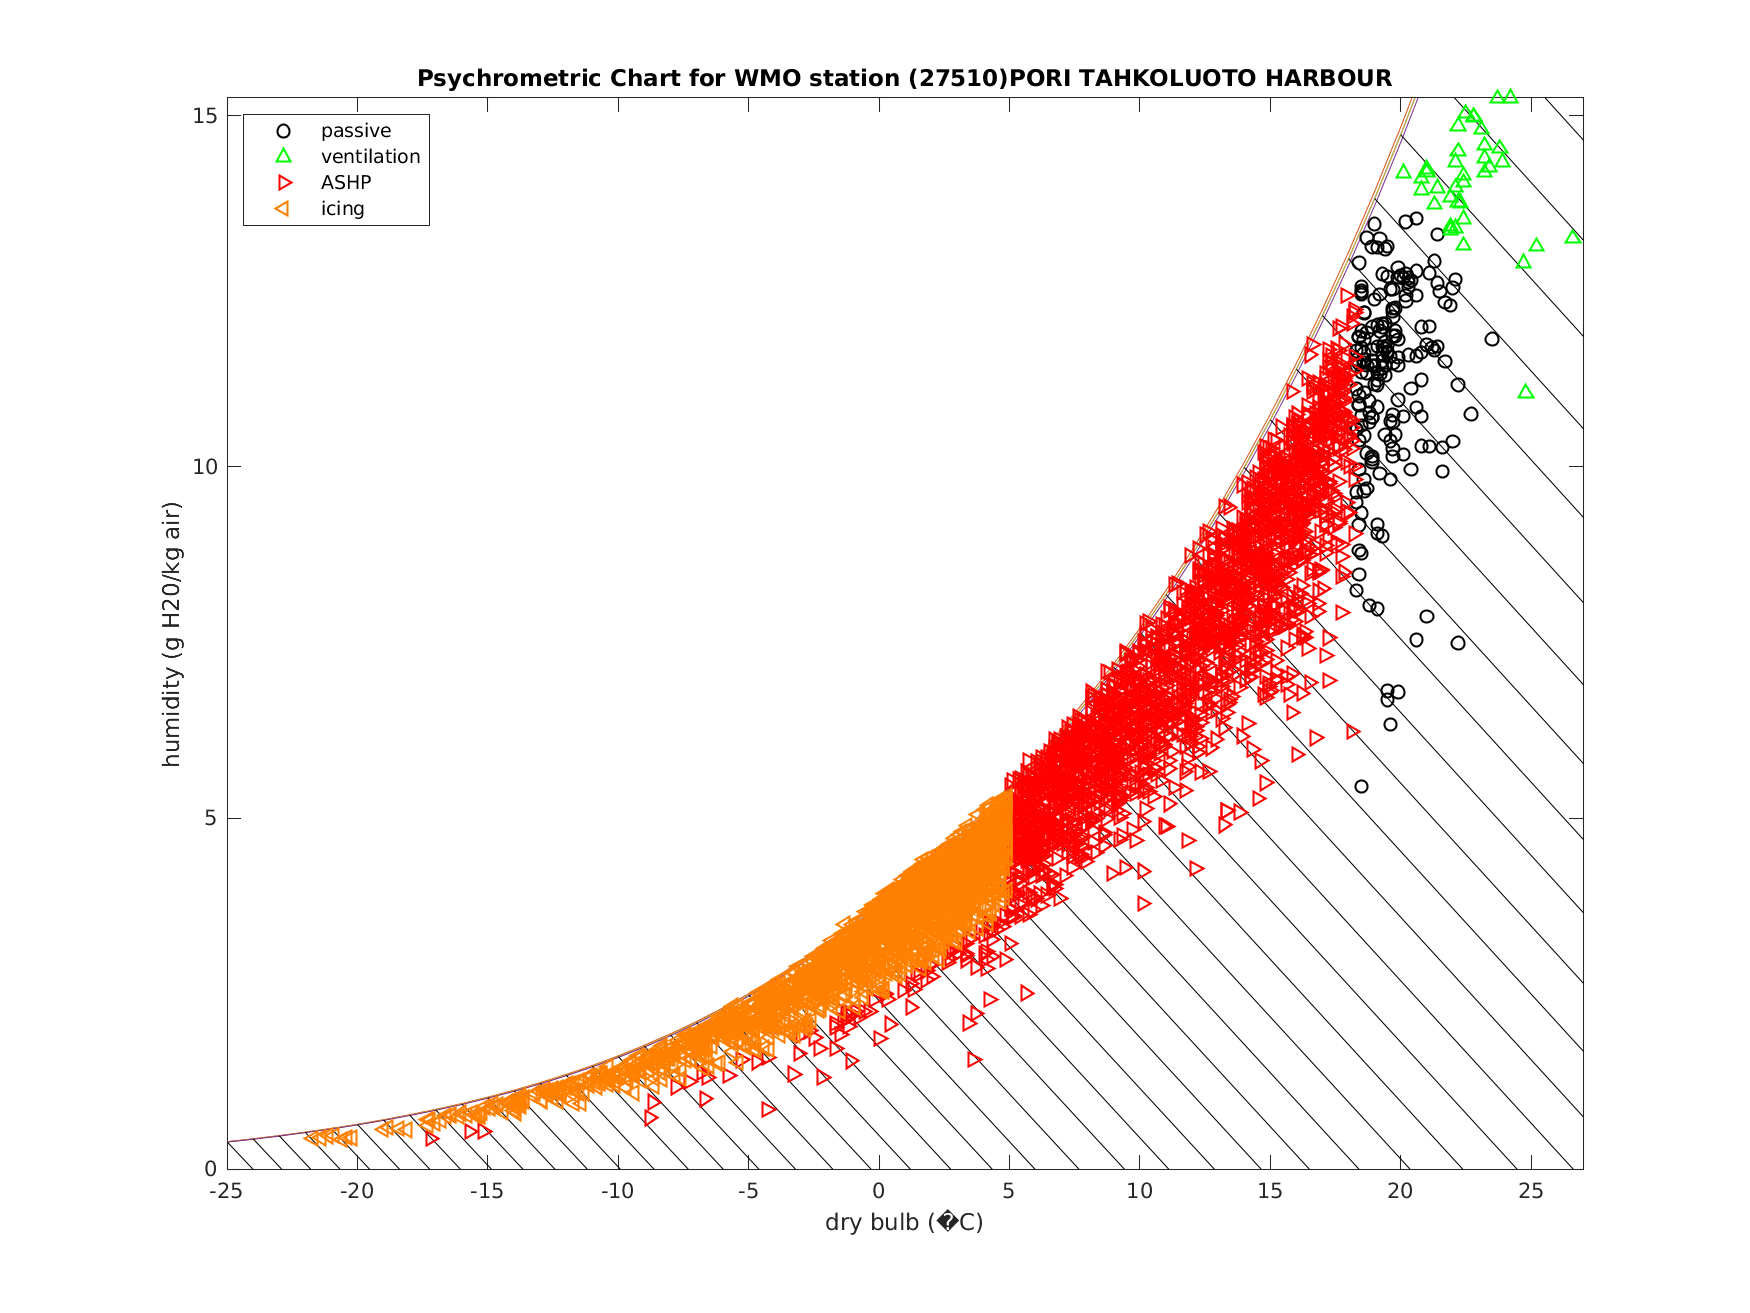 Psychrometric Chart for WMO station (27510)PORI TAHKOLUOTO HARBOUR
passive
ventilation
ASHP
icing
15
10
5
0
humidity (g H20/kg air)
-25 -20 -15 -10 -5 0 5 10 15 20 25
dry bulb (�C)